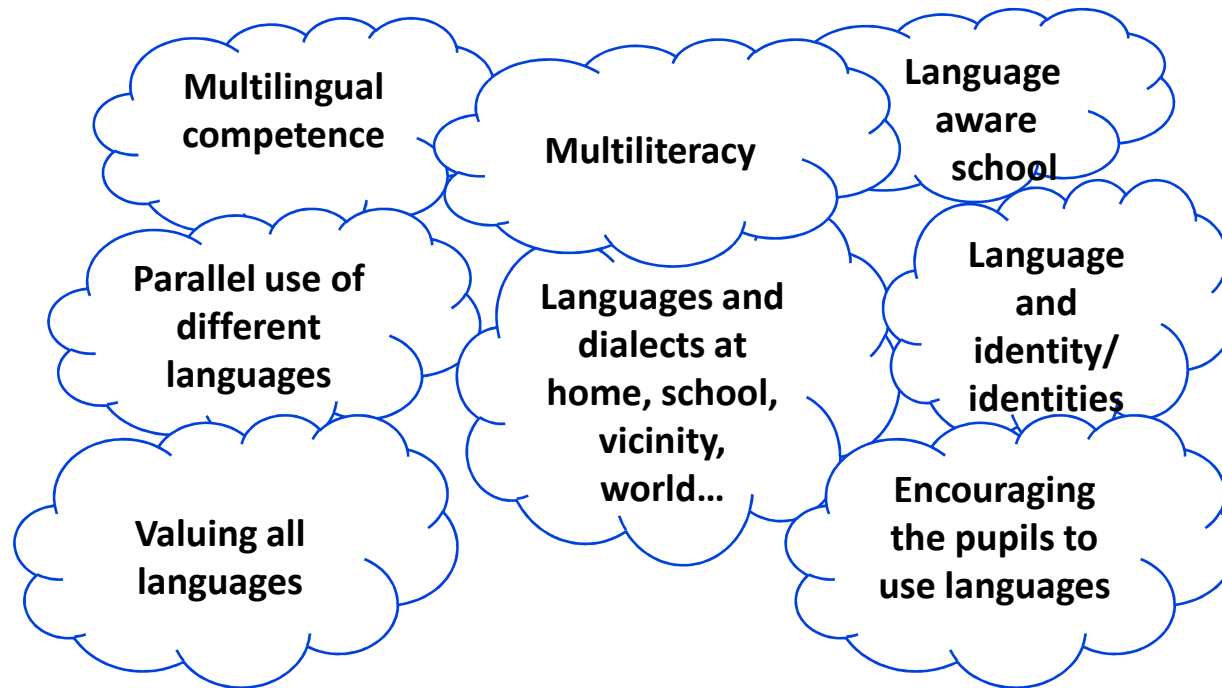 Multilingual
competence
Multiliteracy
Language
aware
school
Parallel use of
different
languages
Languages and
dialects at
home, school,
vicinity,
world…
Language
and
identity/
identities
Valuing all
languages
Encouraging
the pupils to
use languages